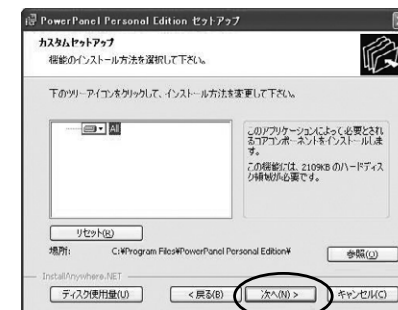 PowerPanel Personal Edition セットアップ
カスタムセットアップ
機能のインストール方法を選択して下さい。
下のツリーアイコンをクリックして、インストール方法を変更して下さい。
All
このアプリケーションによって必要とされ
るコアコンポーネントをインストールしま
す。
この機能には、2109KB のハードディス
ク領域が必要です。
リセット(E)
場所: C:¥Program Files¥PowerPanel Personal Edition¥
参照(O)
InstallAnywhere.NET
ディスク使用量(U)
< 戻る(B)
次へ(N) >
キャンセル(C)